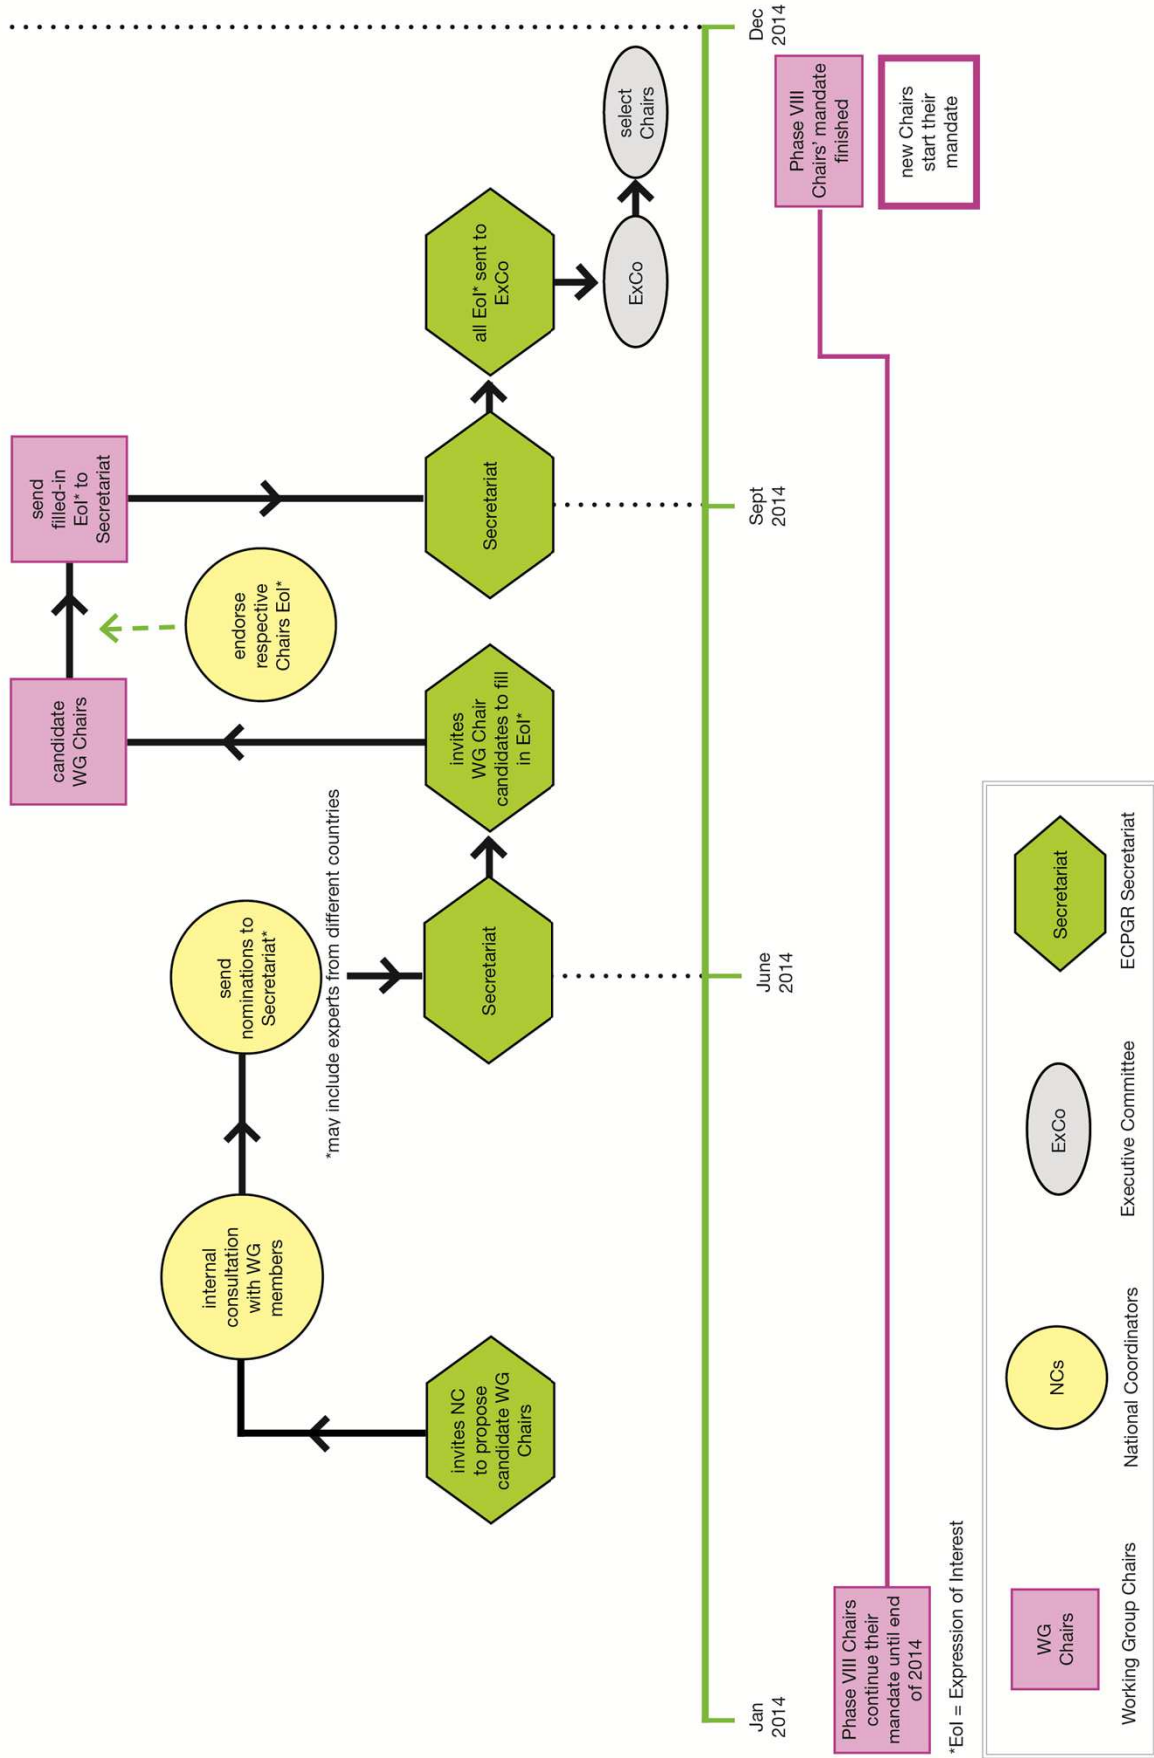 invites NC
to propose
candidate WG
Chairs
internal
consultation
with WG
members
send
nominations to
Secretariat*
*may include experts from different countries
Secretariat
invites
WG Chair
candidates to fill
in EoI*
candidate
WG Chairs
endorse
respective
Chairs EoI*
send
filled-in
EoI* to
Secretariat
Secretariat
all EoI* sent to
ExCo
ExCo
select
Chairs
Jan
2014
June
2014
Sept
2014
Dec
2014
Phase VIII Chairs
continue their
mandate until end
of 2014
Phase VIII
Chairs' mandate
finished
new Chairs
start their
mandate
*EoI = Expression of Interest
WG
Chairs
Working Group Chairs
NCs
National Coordinators
ExCo
Executive Committee
Secretariat
ECPGR Secretariat